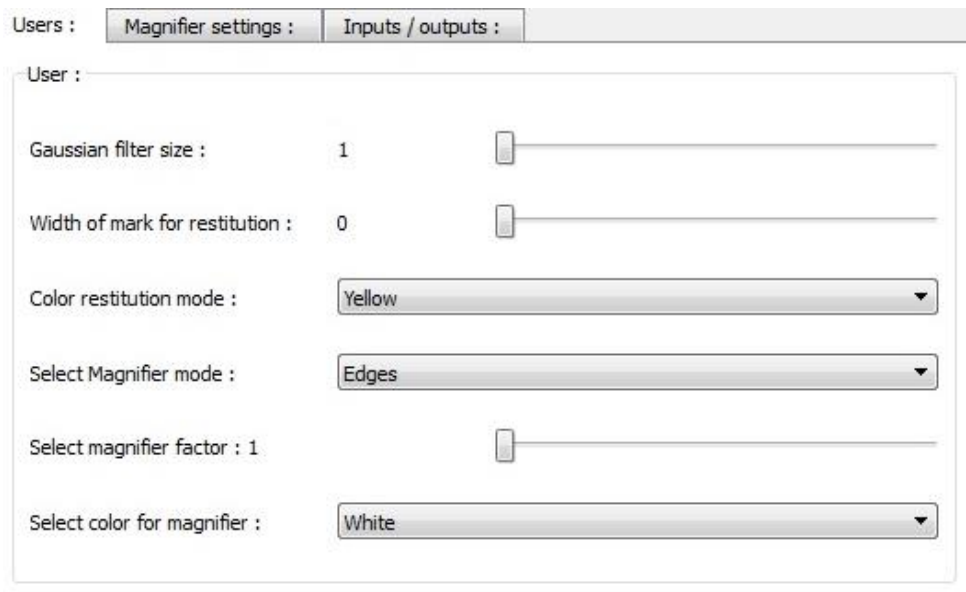 Users : Magnifier settings : Inputs / outputs :
User :
Gaussian filter size : 1
Width of mark for restitution : 0
Color restitution mode : Yellow
Select Magnifier mode : Edges
Select magnifier factor : 1
Select color for magnifier : White